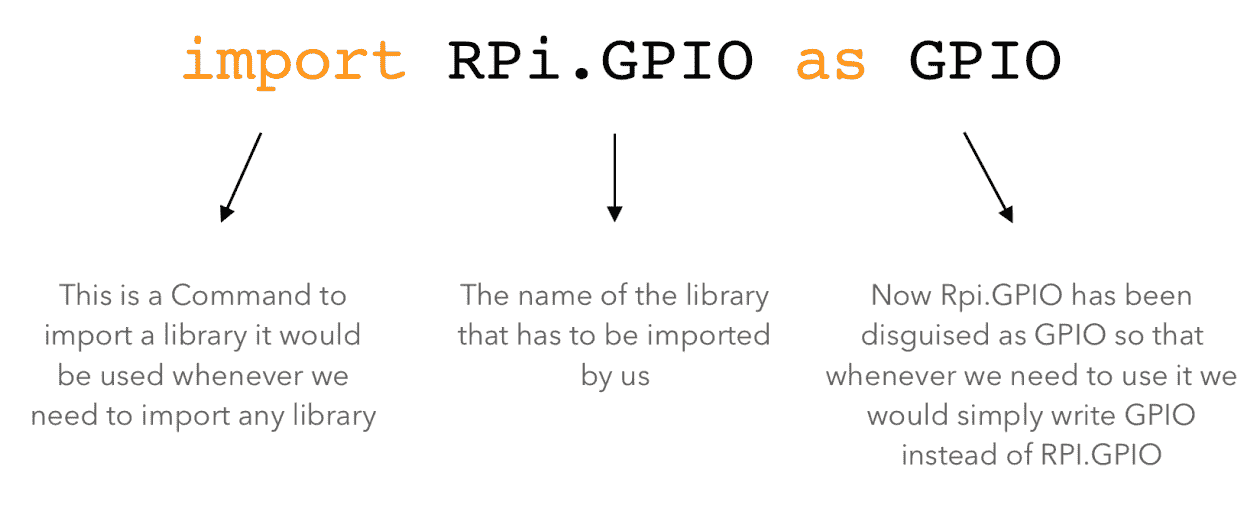 import RPi.GPIO as GPIO
This is a Command to
import a library it would
be used whenever we
need to import any library
The name of the library
that has to be imported
by us
Now Rpi.GPIO has been
disguised as GPIO so that
whenever we need to use it we
would simply write GPIO
instead of RPI.GPIO